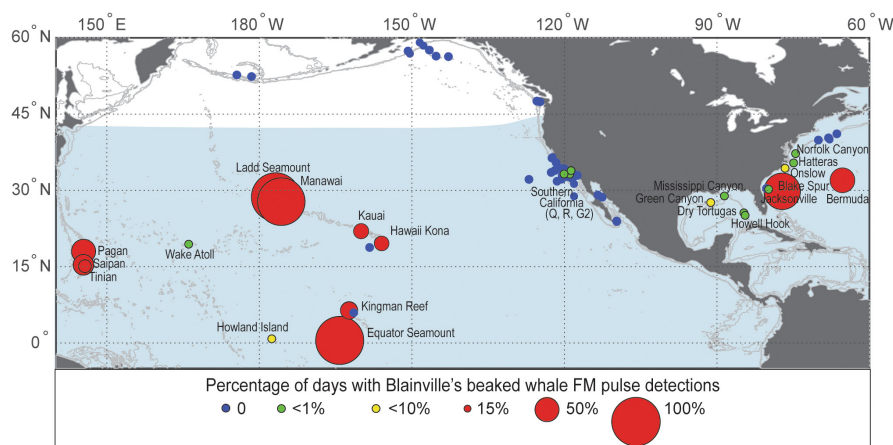 150° E 180° W 150° W 120° W 90° W 60° W
60° N
45° N
30° N
15° N
0°
Ladd Seamount
Manawai
Kauai
Hawaii Kona
Pagan
Saipan
Tinian
Wake Atoll
Kingman Reef
Howland Island
Equator Seamount
Southern
California
(Q, R, G2)
Norfolk Canyon
Hatteras
Onslow
Mississippi Canyon
Blake Spur
Green Canyon
Jacksonville
Bermuda
Dry Tortugas
Howell Hook
Percentage of days with Blainville's beaked whale FM pulse detections
0 <1% <10% 15% 50% 100%